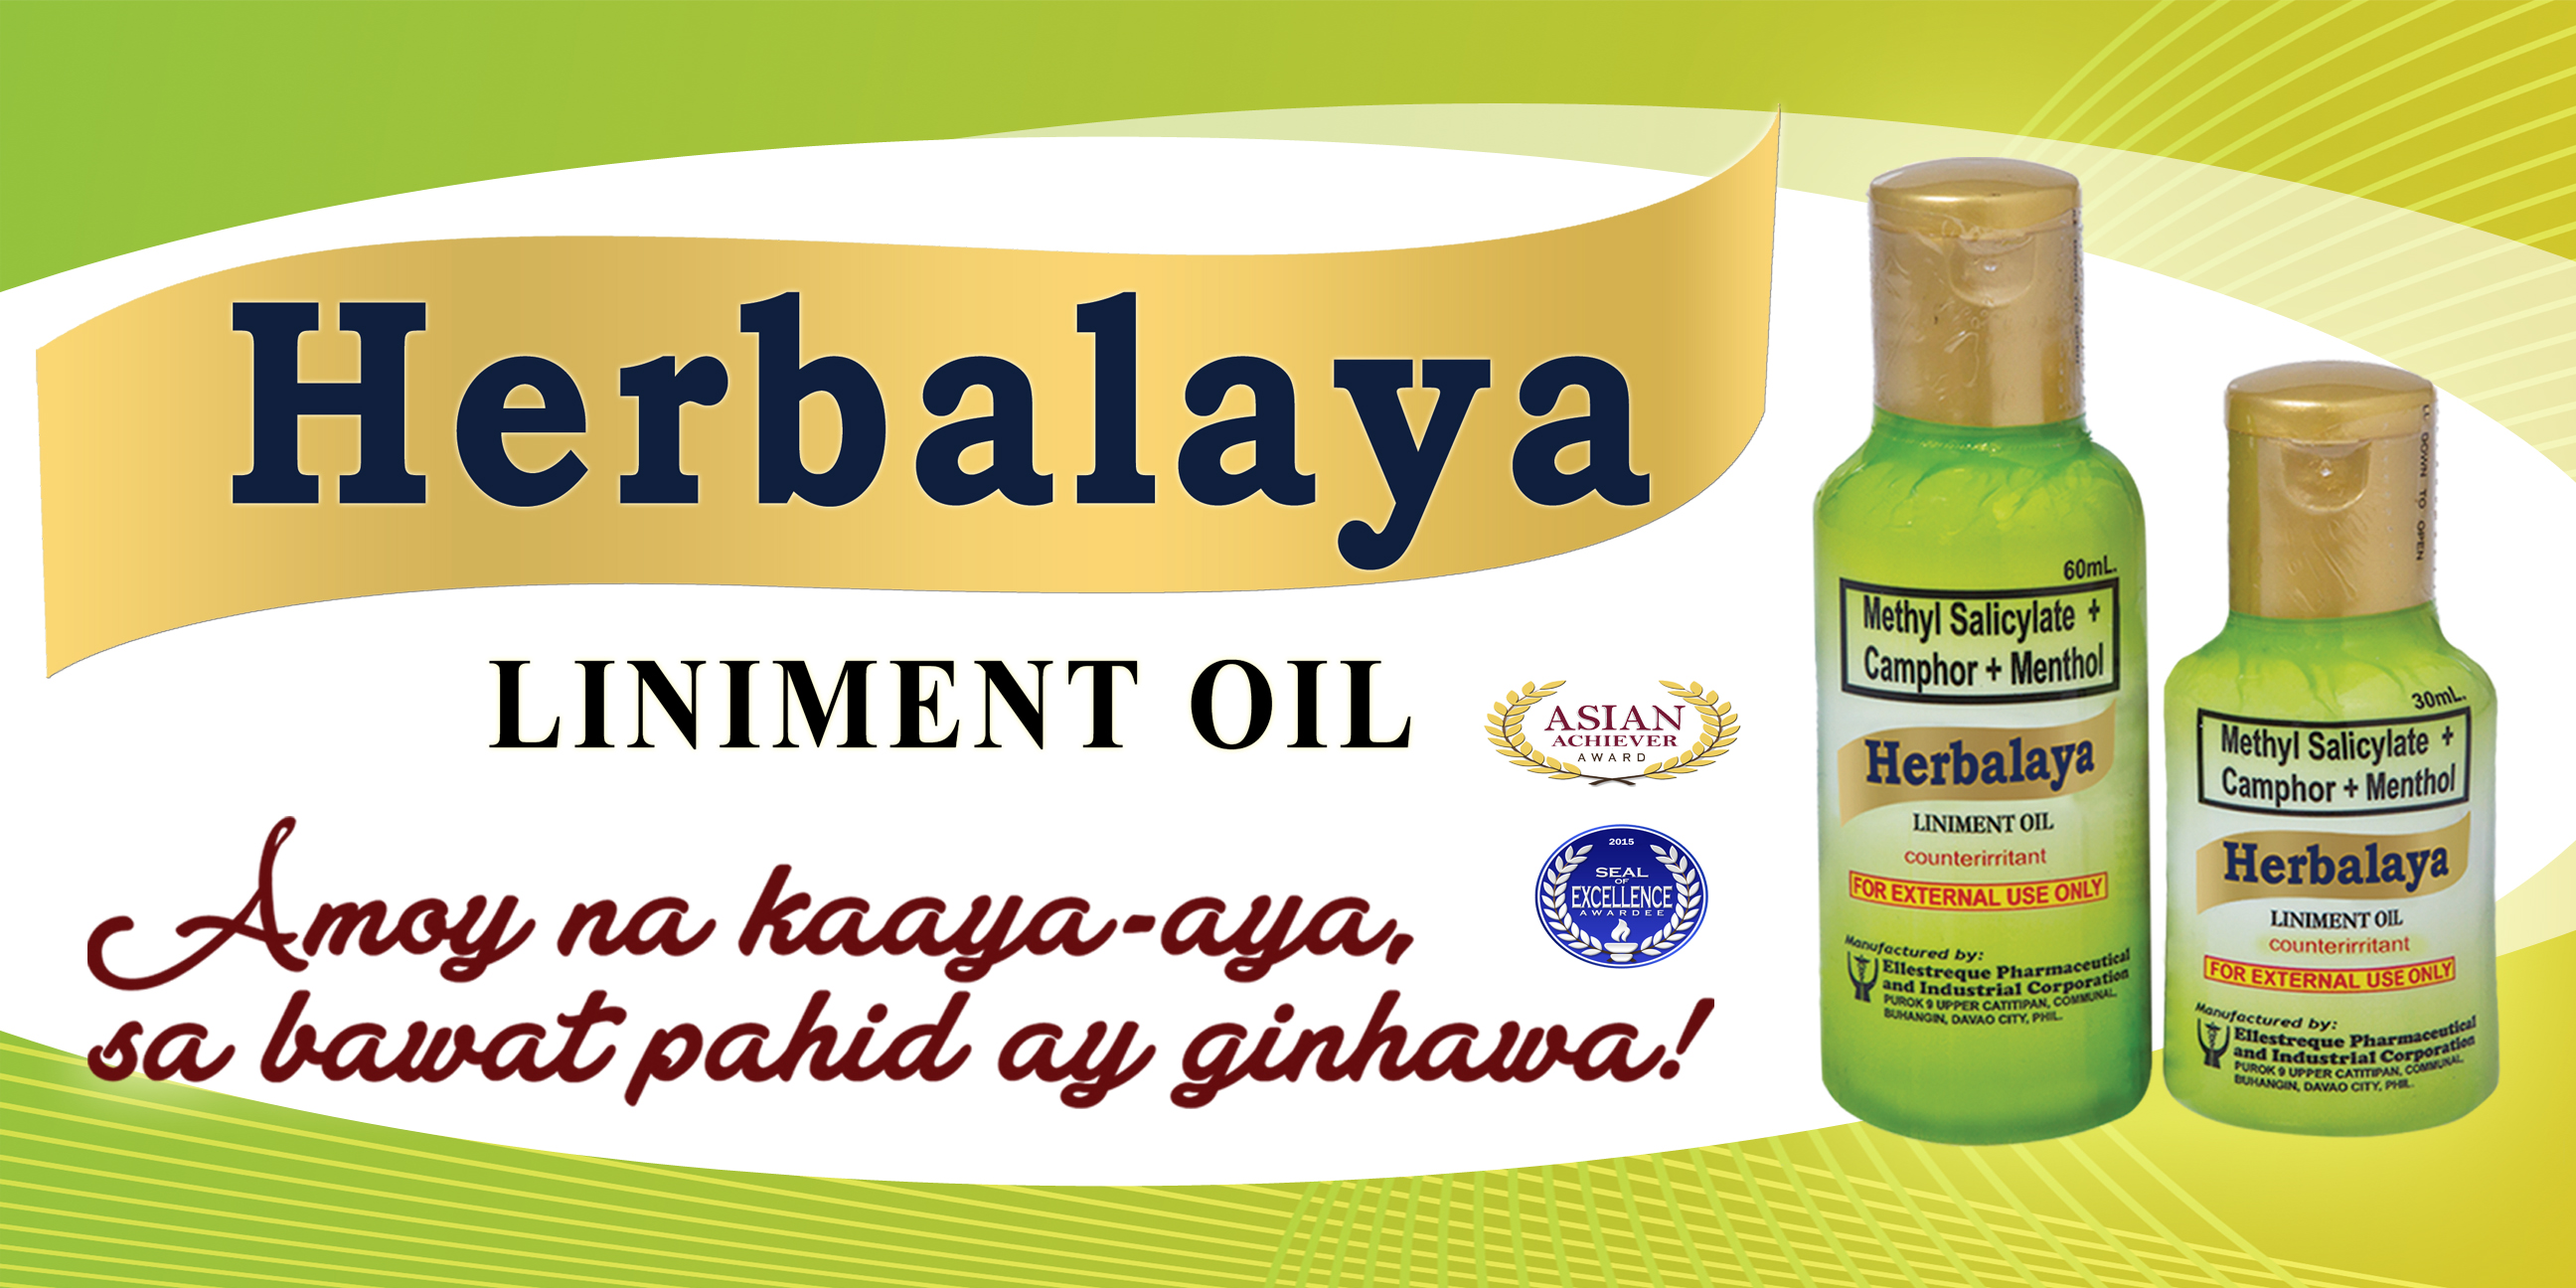 Herbalaya
LINIMENT OIL
ASIAN
ACHIEVER
AWARD
2015
SEAL
OF
EXCELLENCE
AWARDEE
Amoy na kaaya-aya,
sa bawat pahid ay ginhawa!
60mL.
Methyl Salicylate +
Camphor + Menthol
Herbalaya
LINIMENT OIL
counterirritant
FOR EXTERNAL USE ONLY
Manufactured by:
Ellestreque Pharmaceutical
and Industrial Corporation
PUROK 9 UPPER CATITIPAN, COMMUNAL,
BUHANGIN, DAVAO CITY, PHIL.
DOWN TO OPEN
30mL.
Methyl Salicylate +
Camphor + Menthol
Herbalaya
LINIMENT OIL
counterirritant
FOR EXTERNAL USE ONLY
Manufactured by:
Ellestreque Pharmaceutical
and Industrial Corporation
PUROK 9 UPPER CATITIPAN, COMMUNAL,
BUHANGIN, DAVAO CITY, PHIL.